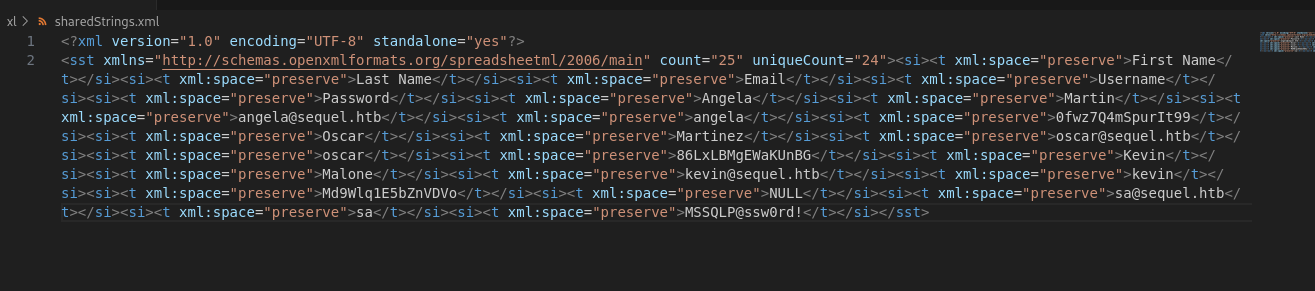 xl > sharedStrings.xml
1 <?xml version="1.0" encoding="UTF-8" standalone="yes"?>
2 <sst xmlns="http://schemas.openxmlformats.org/spreadsheetml/2006/main" count="25" uniqueCount="24"><si><t xml:space="preserve">First Name</
t></si><si><t xml:space="preserve">Last Name</t></si><si><t xml:space="preserve">Email</t></si><si><t xml:space="preserve">Username</t></
si><si><t xml:space="preserve">Password</t></si><si><t xml:space="preserve">Angela</t></si><si><t xml:space="preserve">Martin</t></si><si><t
xml:space="preserve">angela@sequel.htb</t></si><si><t xml:space="preserve">angela</t></si><si><t xml:space="preserve">0fwz7Q4mSpurIt99</t></
si><si><t xml:space="preserve">Oscar</t></si><si><t xml:space="preserve">Martinez</t></si><si><t xml:space="preserve">oscar@sequel.htb</t></
si><si><t xml:space="preserve">oscar</t></si><si><t xml:space="preserve">86LxLBMgEWaKUnBG</t></si><si><t xml:space="preserve">Kevin</t></
si><si><t xml:space="preserve">Malone</t></si><si><t xml:space="preserve">kevin@sequel.htb</t></si><si><t xml:space="preserve">kevin</t></
si><si><t xml:space="preserve">Md9Wlq1E5bZnVDVo</t></si><si><t xml:space="preserve">NULL</t></si><si><t xml:space="preserve">sa@sequel.htb</
t></si><si><t xml:space="preserve">sa</t></si><si><t xml:space="preserve">MSSQLP@ssw0rd!</t></si></sst>